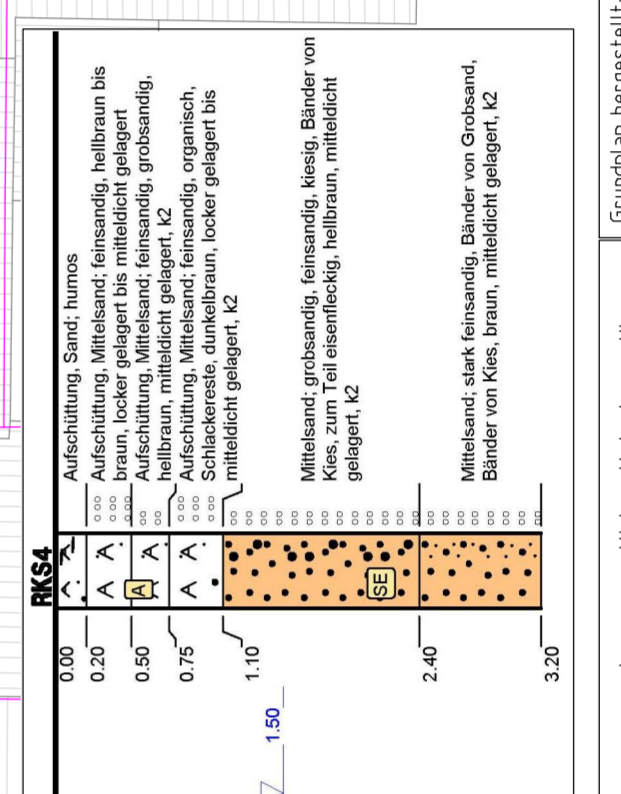 RKS4
0.00
0.20
0.50
0.75
1.10
2.40
3.20
1.50
A
A
A
A
A
A
A
SE
Aufschüttung, Sand; humos
Aufschüttung, Mittelsand; feinsandig, hellbraun bis
braun, locker gelagert bis mitteldicht gelagert
Aufschüttung, Mittelsand; feinsandig, grobsandig,
hellbraun, mitteldicht gelagert, k2
Aufschüttung, Mittelsand; feinsandig, organisch,
Schlackereste, dunkelbraun, locker gelagert bis
mitteldicht gelagert, k2
Mittelsand; grobsandig, feinsandig, kiesig, Bänder von
Kies, zum Teil eisenfleckig, hellbraun, mitteldicht
gelagert, k2
Mittelsand; stark feinsandig, Bänder von Grobsand,
Bänder von Kies, braun, mitteldicht gelagert, k2
Grundplan hergestellt,